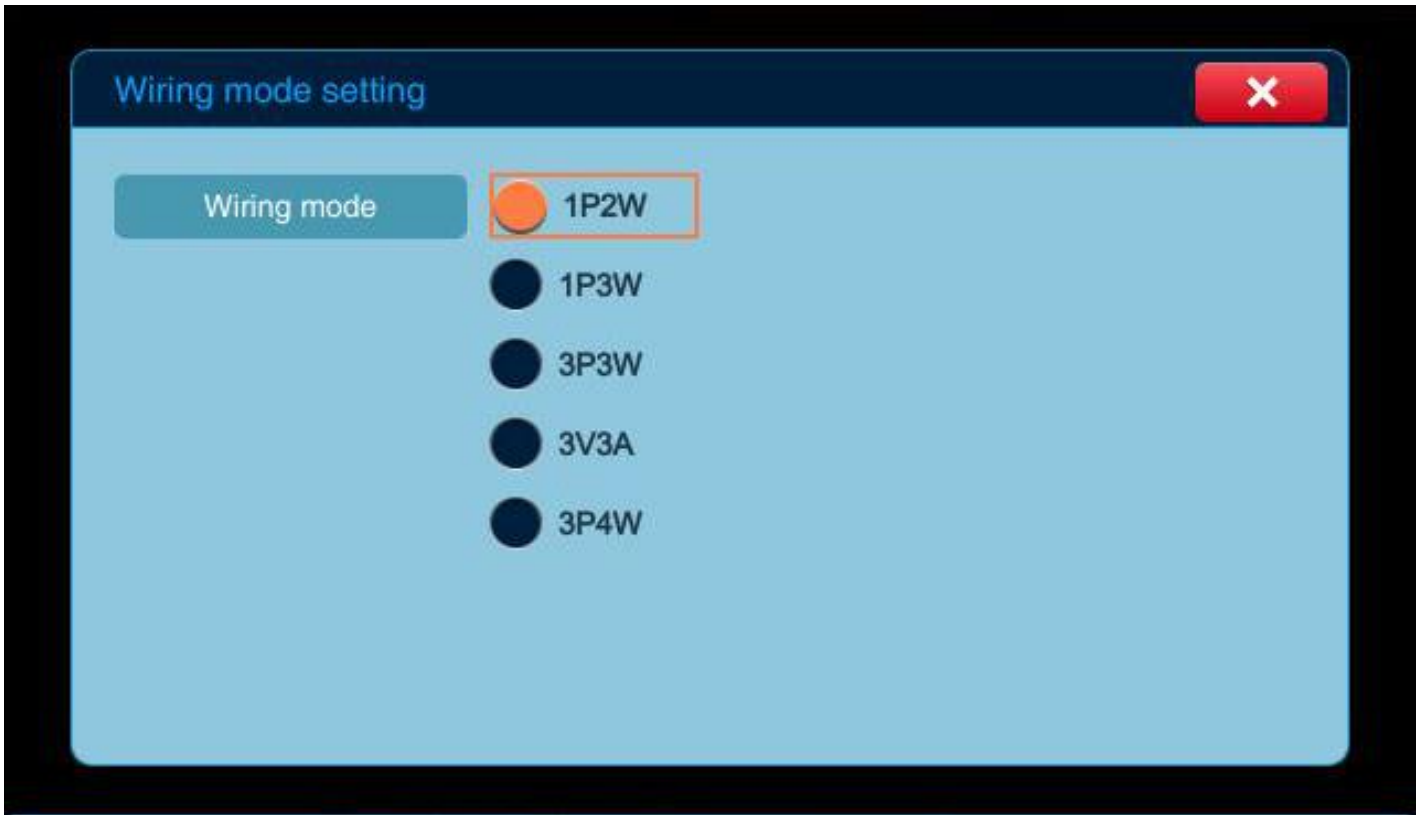 Wiring mode setting
Wiring mode
1P2W
1P3W
3P3W
3V3A
3P4W